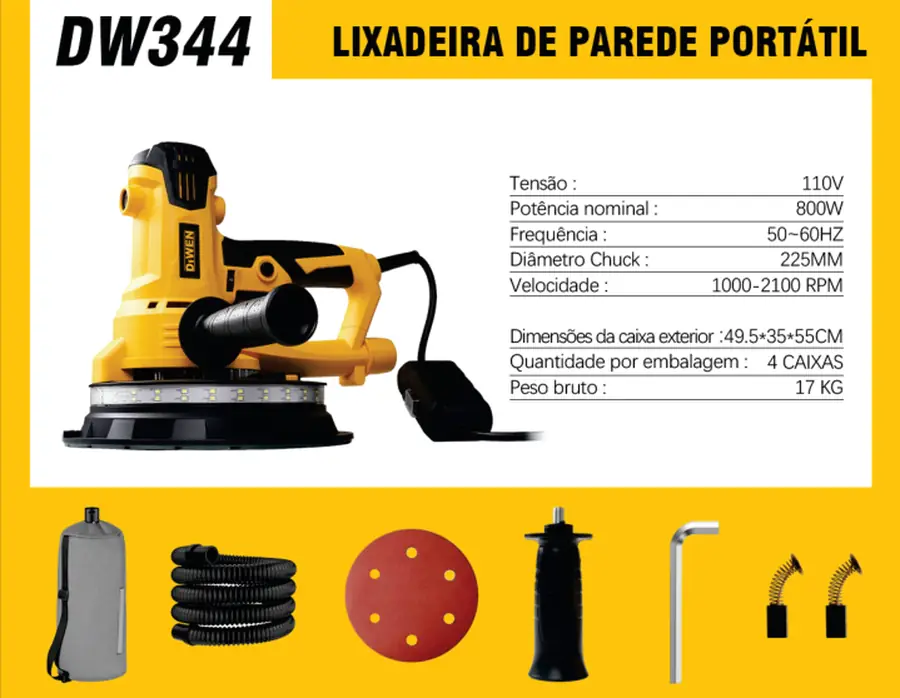 DW344
LIXADEIRA DE PAREDE PORTÁTIL
DiWEN
Tensão : 110V
Potência nominal : 800W
Frequência : 50~60HZ
Diâmetro Chuck : 225MM
Velocidade : 1000-2100 RPM
Dimensões da caixa exterior :49.5*35*55CM
Quantidade por embalagem : 4 CAIXAS
Peso bruto : 17 KG